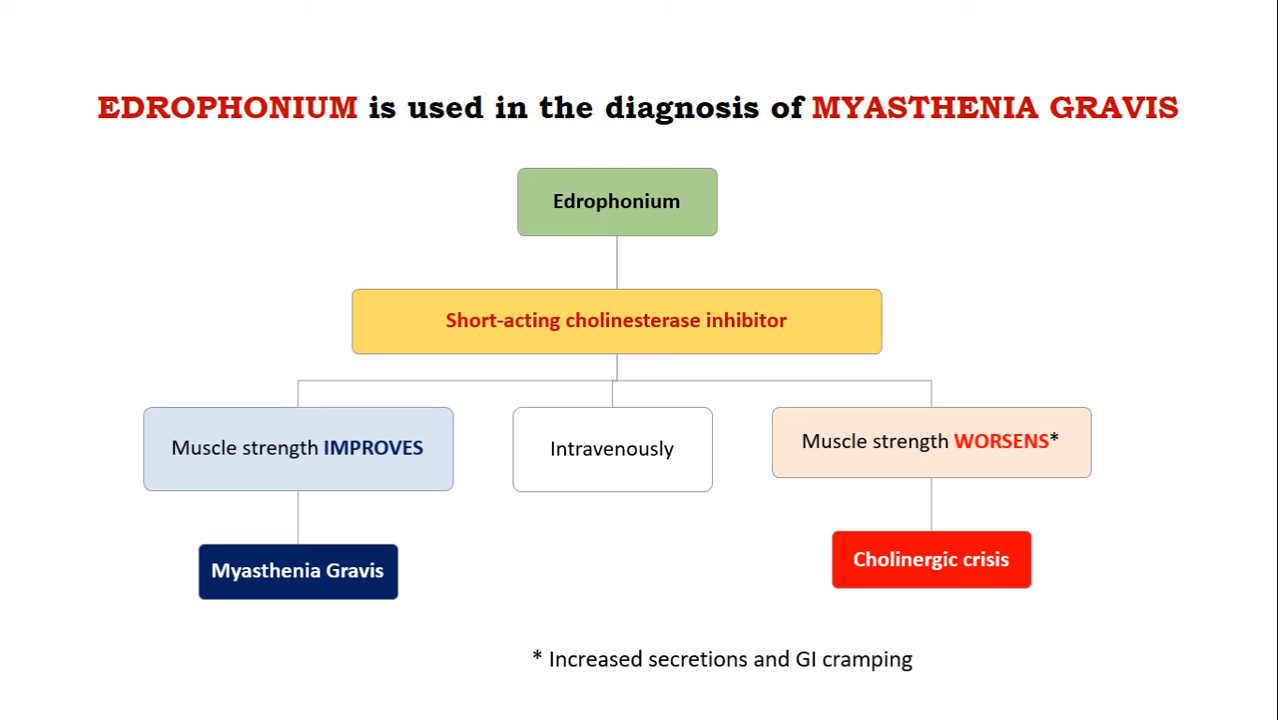 EDROPHONIUM is used in the diagnosis of MYASTHENIA GRAVIS
Edrophonium
Short-acting cholinesterase inhibitor
Muscle strength IMPROVES
Intravenously
Muscle strength WORSENS*
Myasthenia Gravis
Cholinergic crisis
* Increased secretions and GI cramping